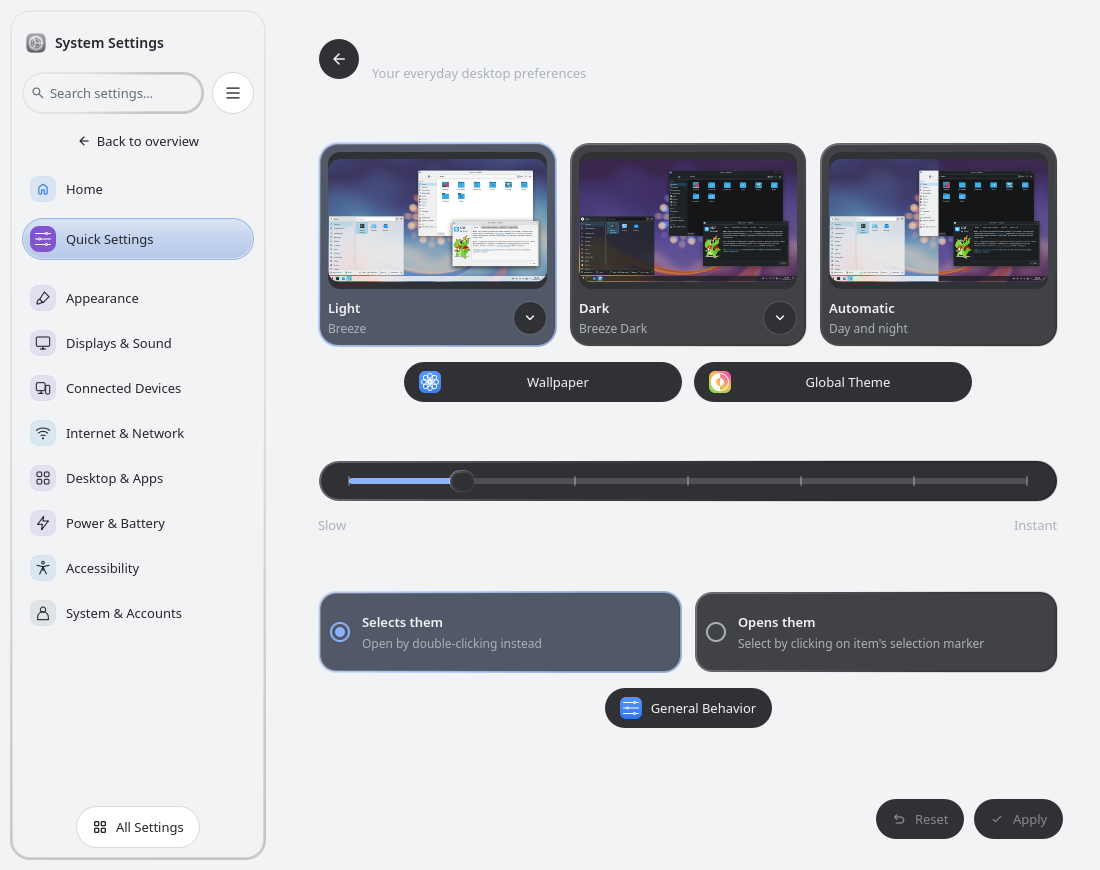 System Settings
Search settings...
Back to overview
Home
Quick Settings
Appearance
Displays & Sound
Connected Devices
Internet & Network
Desktop & Apps
Power & Battery
Accessibility
System & Accounts
All Settings
Your everyday desktop preferences
Light
Breeze
Dark
Breeze Dark
Automatic
Day and night
Wallpaper
Global Theme
Slow
Instant
Selects them
Open by double-clicking instead
Opens them
Select by clicking on item's selection marker
General Behavior
Reset
Apply